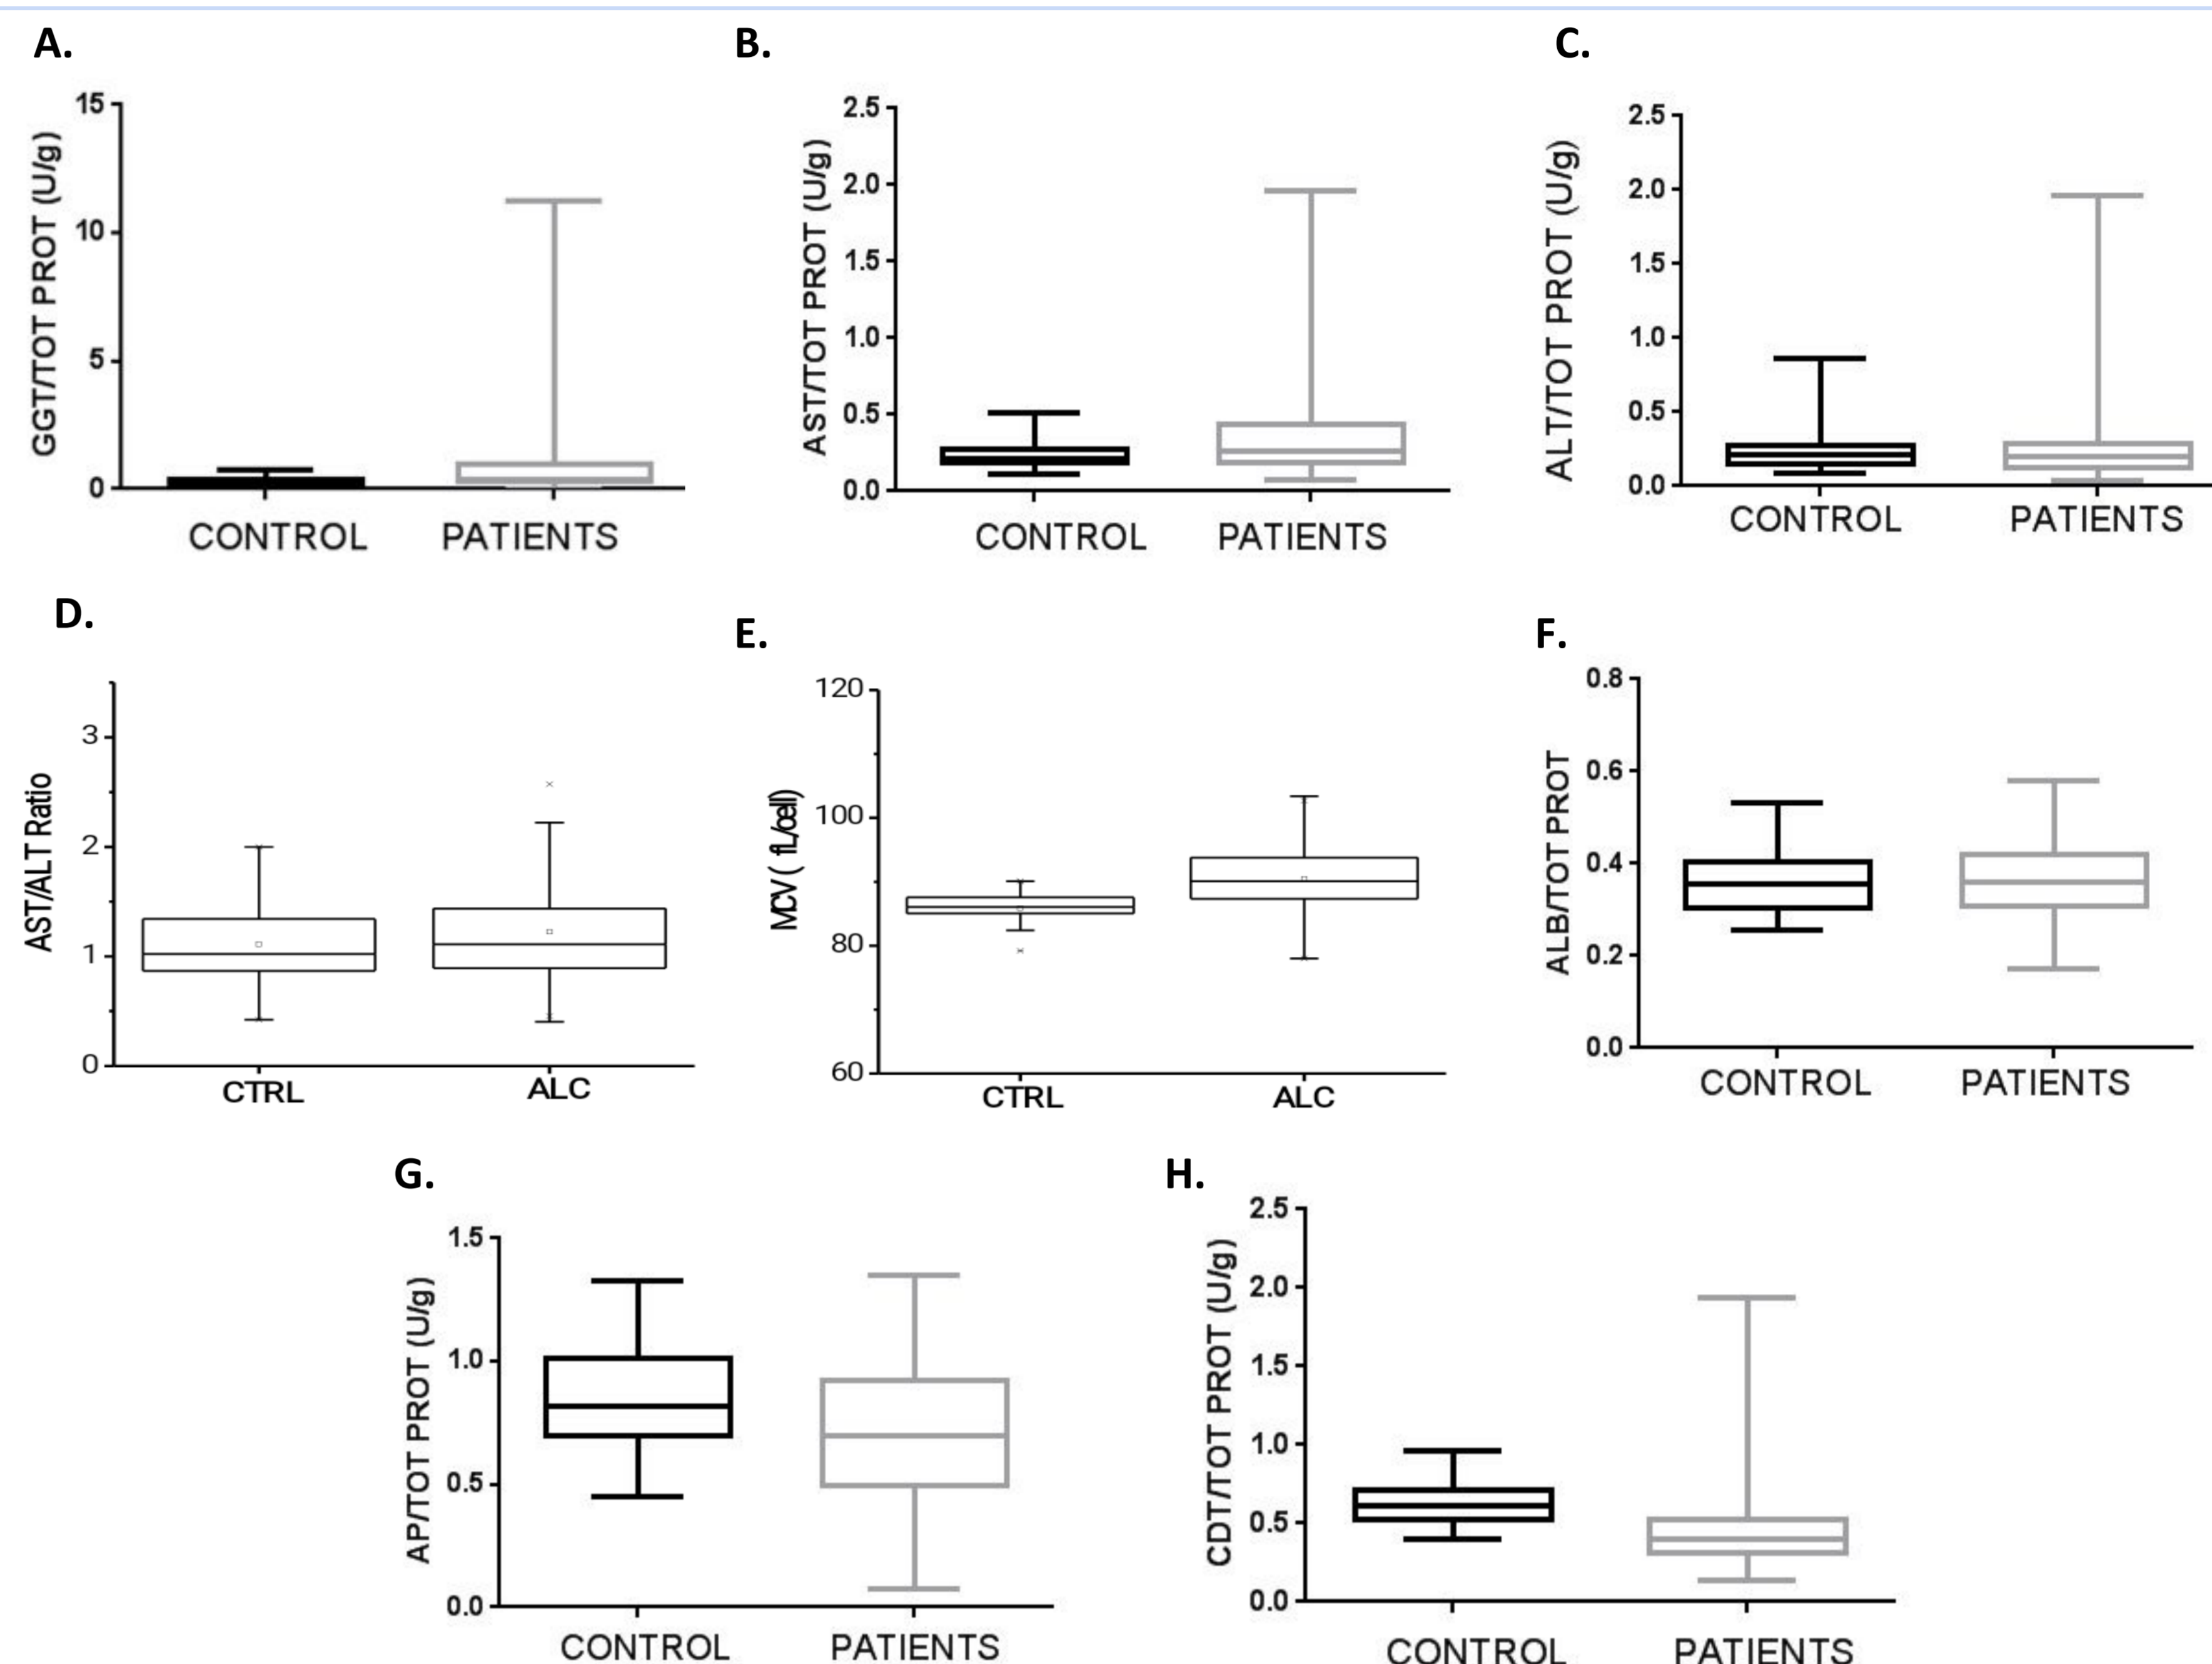 A.
GGT/TOT PROT (U/g)
15
10
5
0
CONTROL PATIENTS
B.
AST/TOT PROT (U/g)
2.5
2.0
1.5
1.0
0.5
0.0
CONTROL PATIENTS
C.
ALT/TOT PROT (U/g)
2.5
2.0
1.5
1.0
0.5
0.0
CONTROL PATIENTS
D.
AST/ALT Ratio
3
2
1
0
CTRL ALC
E.
MCV ( fL/cell)
120
100
80
60
CTRL ALC
F.
ALB/TOT PROT
0.8
0.6
0.4
0.2
0.0
CONTROL PATIENTS
G.
AP/TOT PROT (U/g)
1.5
1.0
0.5
0.0
CONTROL PATIENTS
H.
CDT/TOT PROT (U/g)
2.5
2.0
1.5
1.0
0.5
0.0
CONTROL PATIENTS